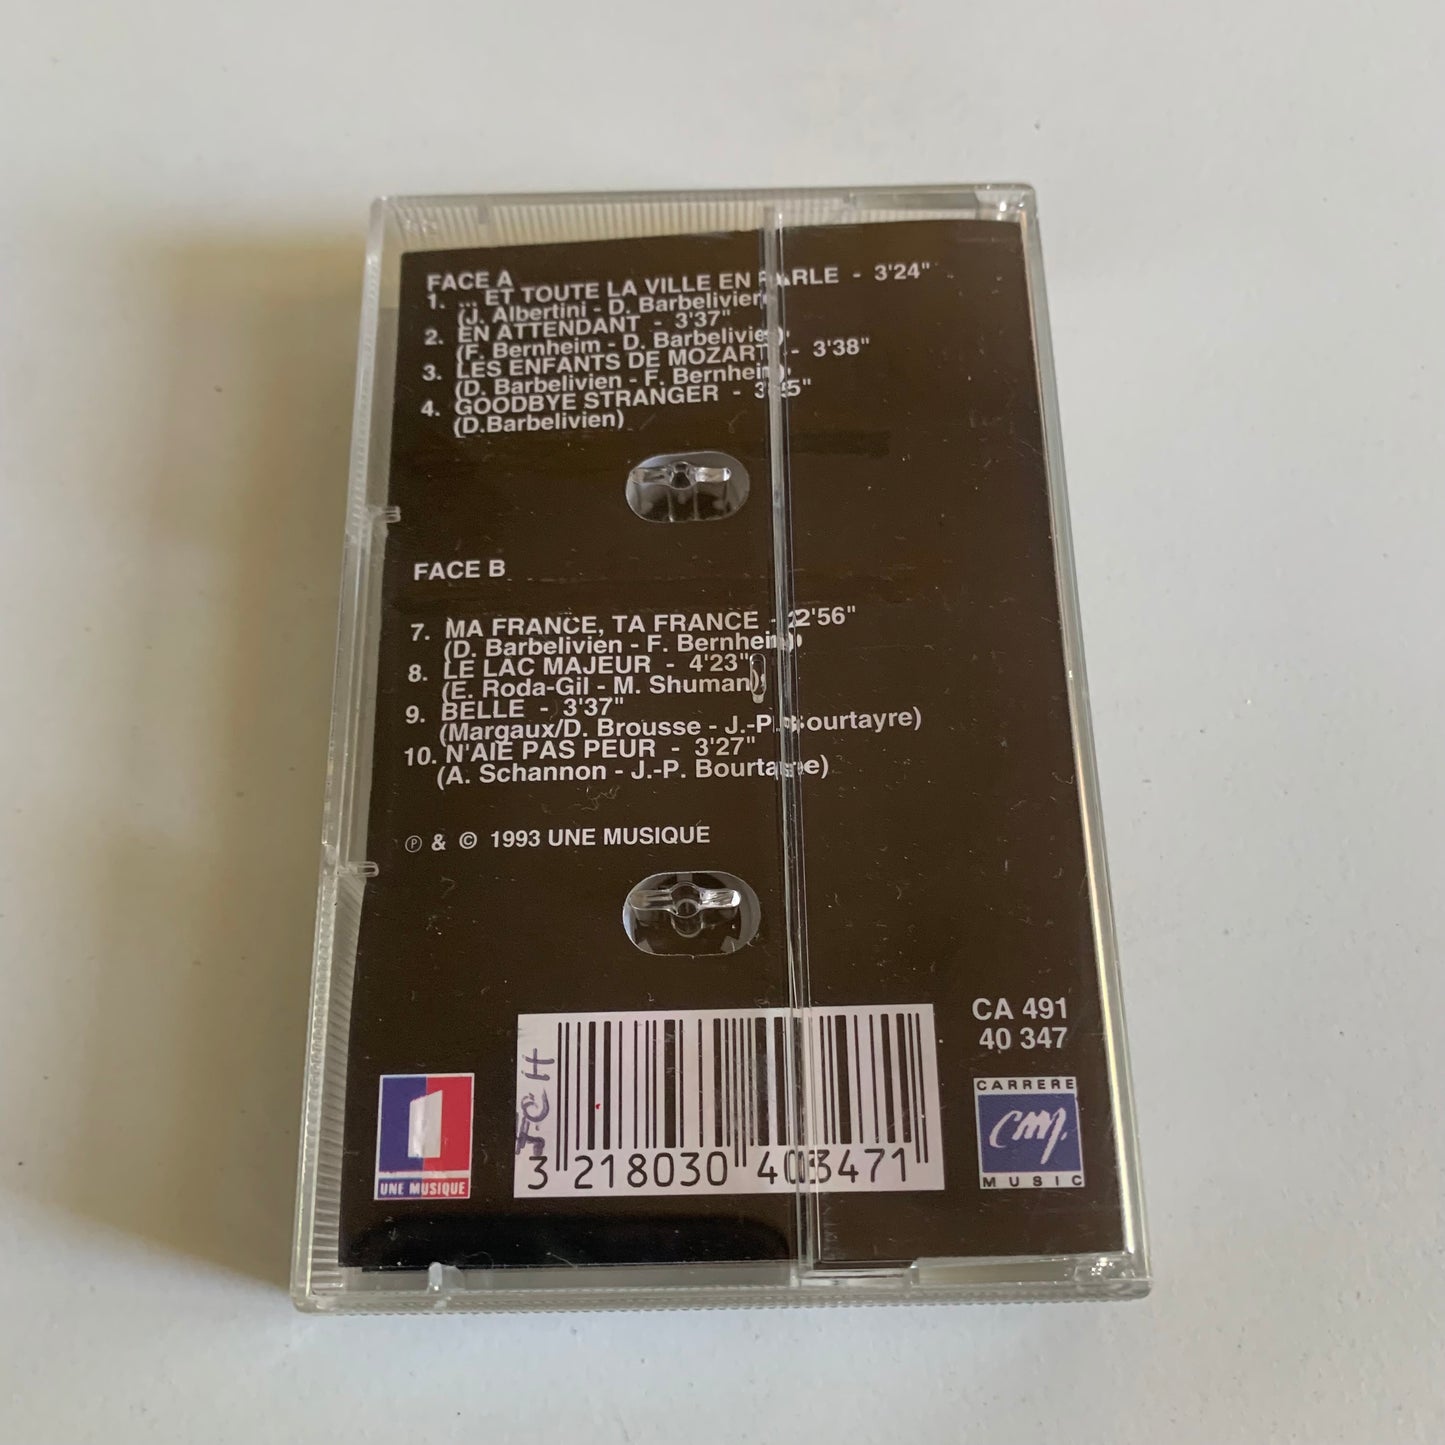 FACE A
1. ... ET TOUTE LA VILLE EN PARLE - 3'24"
(J. Albertini - D. Barbelivien)
2. EN ATTENDANT - 3'37"
(F. Bernheim - D. Barbelivien)
3. LES ENFANTS DE MOZART - 3'38"
(D. Barbelivien - F. Bernheim)
4. GOODBYE STRANGER -
(D.Barbelivien)
FACE B
7. MA FRANCE, TA FRANCE - 2'56"
(D. Barbelivien - F. Bernheim)
8. LE LAC MAJEUR - 4'23"
(E. Roda-Gil - M. Shuman)
9. BELLE - 3'37"
(Margaux/D. Brousse - J.-P. Bourtayre)
10. N'AIE PAS PEUR - 3'27"
(A. Schannon - J.-P. Bourtayre)
℗ & © 1993 UNE MUSIQUE
CA 491
40 347
JCH
3 218030 403471
1
UNE MUSIQUE
CARRERE
cmp.
MUSIC